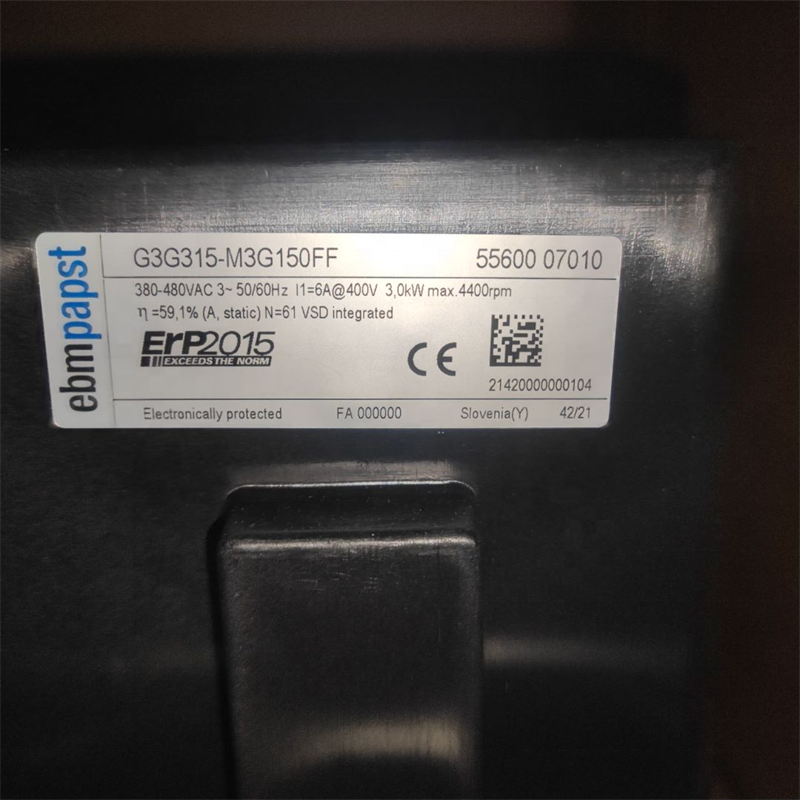 ebmpapst
G3G315-M3G150FF 55600 07010
380-480VAC 3~ 50/60Hz I1=6A@400V 3,0kW max.4400rpm
η =59,1% (A, static) N=61 VSD integrated
ErP2015
EXCEEDS THE NORM
CE
21420000000104
Electronically protected FA 000000 Slovenia(Y) 42/21